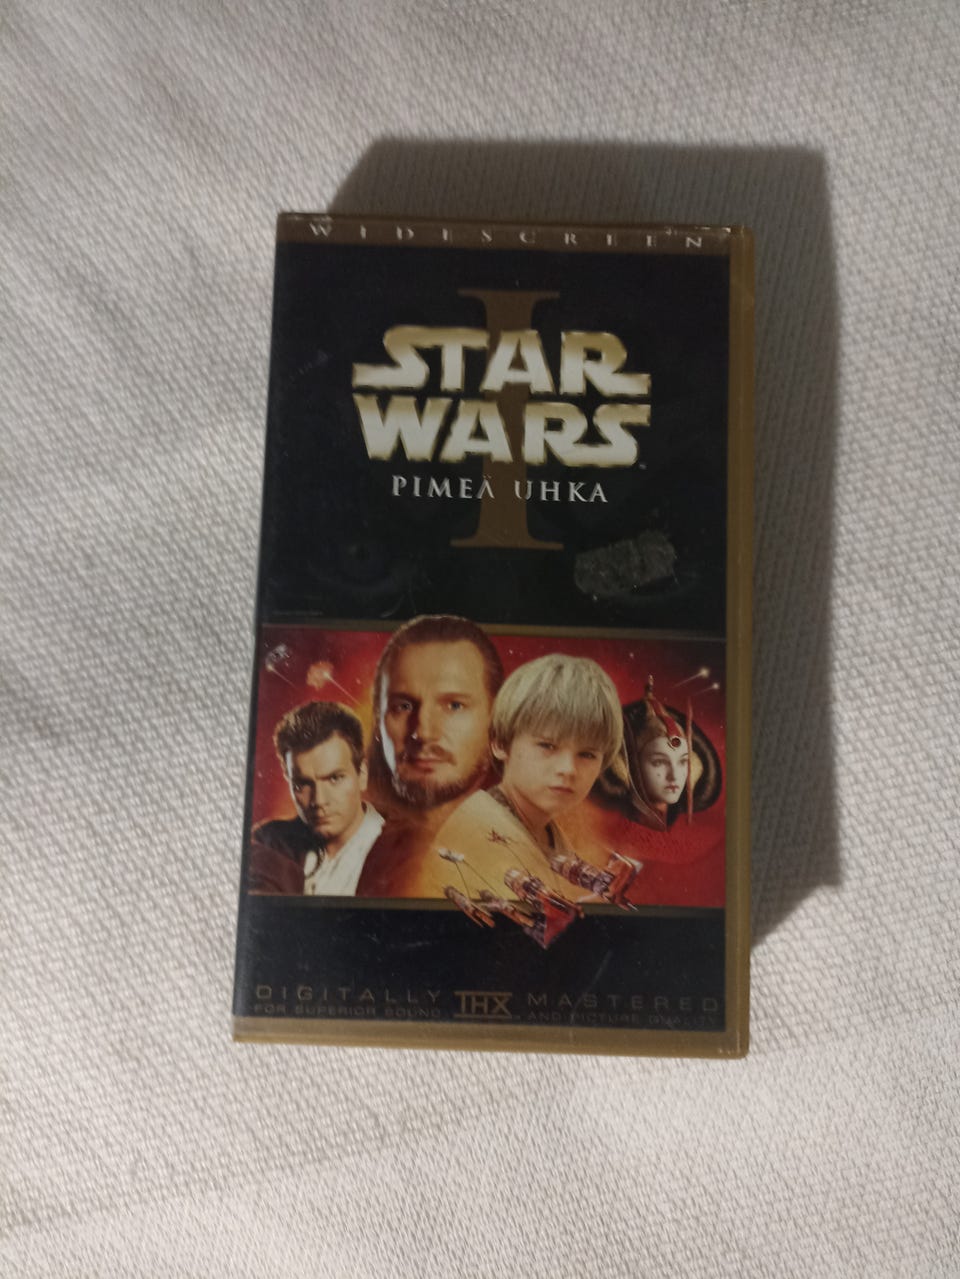 WIDESCREEN
I
STAR
WARS
PIMEÄ UHKA
DIGITALLY THX MASTERED
FOR SUPERIOR SOUND AND PICTURE QUALITY